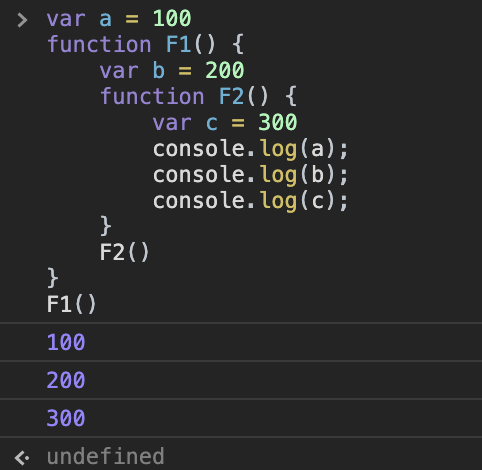 var a = 100
function F1() {
    var b = 200
    function F2() {
        var c = 300
        console.log(a);
        console.log(b);
        console.log(c);
    }
    F2()
}
F1()
100
200
300
undefined